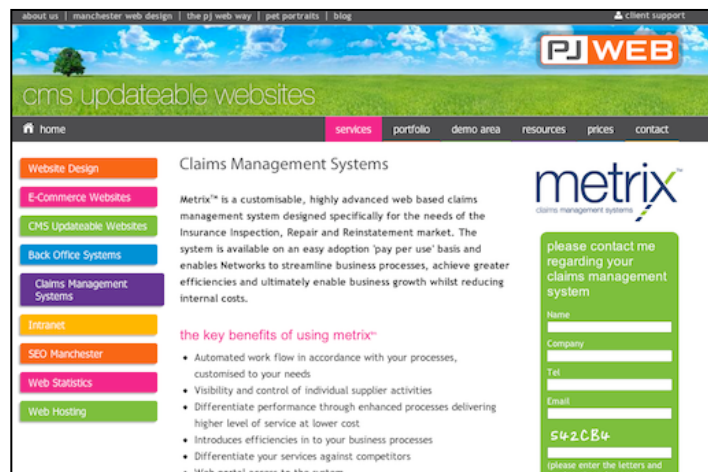 about us | manchester web design | the pj web way | pet portraits | blog
client support
PJ WEB
cms updateable websites
home
services
portfolio
demo area
resources
prices
contact
Website Design
E-Commerce Websites
CMS Updateable Websites
Back Office Systems
Claims Management
Systems
Intranet
SEO Manchester
Web Statistics
Web Hosting
Claims Management Systems
Metrix™ is a customisable, highly advanced web based claims
management system designed specifically for the needs of the
Insurance Inspection, Repair and Reinstatement market. The
system is available on an easy adoption 'pay per use' basis and
enables Networks to streamline business processes, achieve greater
efficiencies and ultimately enable business growth whilst reducing
internal costs.
the key benefits of using metrix™
• Automated work flow in accordance with your processes,
customised to your needs
• Visibility and control of individual supplier activities
• Differentiate performance through enhanced processes delivering
higher level of service at lower cost
• Introduces efficiencies in to your business processes
• Differentiate your services against competitors
• Web portal access to the system
metrix™
claims management systems
please contact me
regarding your
claims management
system
Name
Company
Tel
Email
542CB4
(please enter the letters and